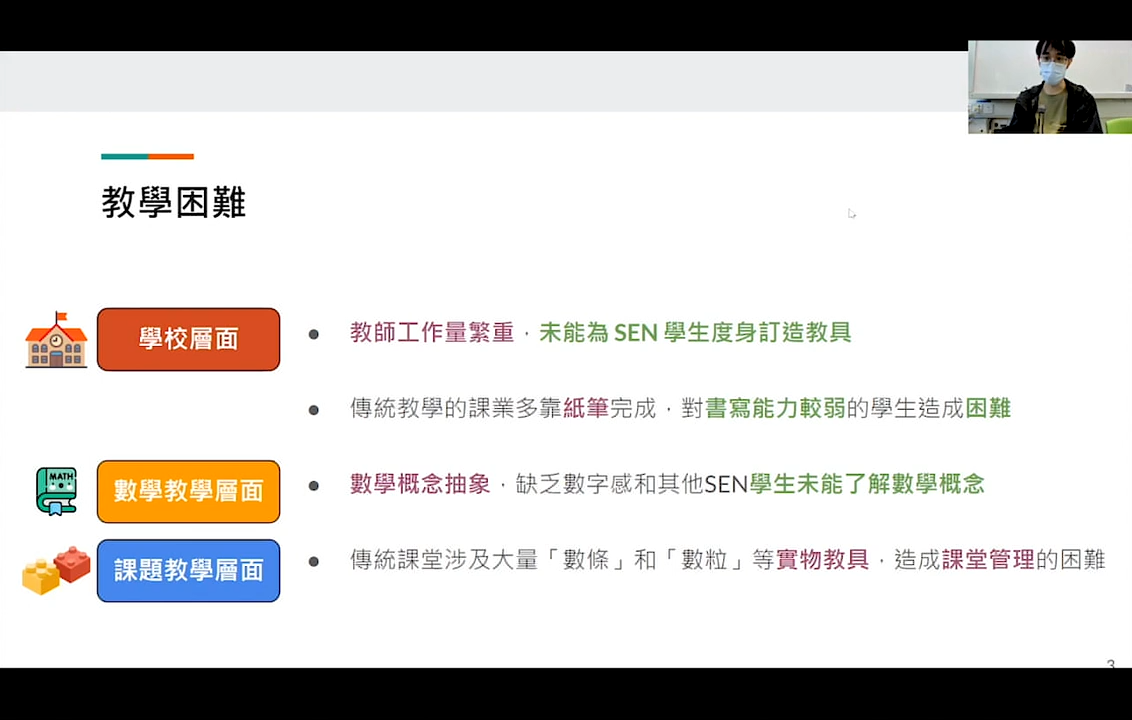 教學困難
學校層面
教師工作量繁重，未能為 SEN 學生度身訂造教具
傳統教學的課業多靠紙筆完成，對書寫能力較弱的學生造成困難
MATH
數學教學層面
數學概念抽象，缺乏數字感和其他SEN學生未能了解數學概念
課題教學層面
傳統課堂涉及大量「數條」和「數粒」等實物教具，造成課堂管理的困難
3